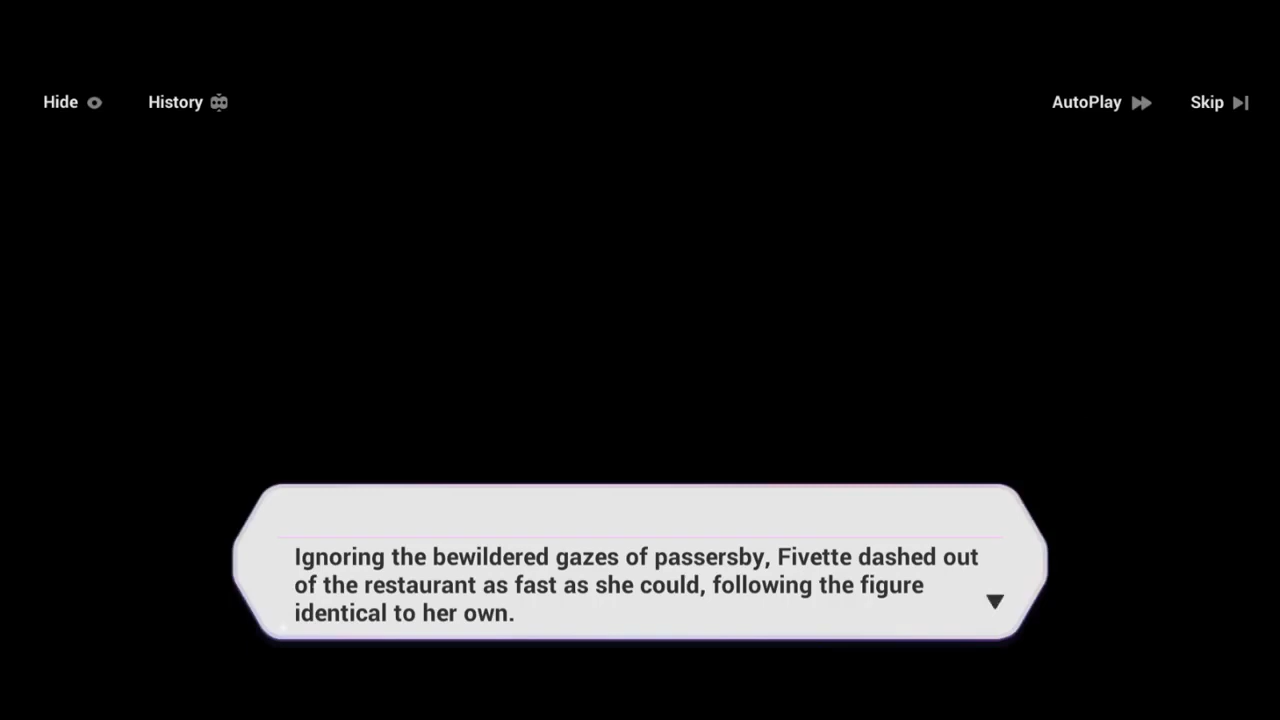 Hide
History
AutoPlay
Skip
Ignoring the bewildered gazes of passersby, Fivette dashed out
of the restaurant as fast as she could, following the figure
identical to her own.